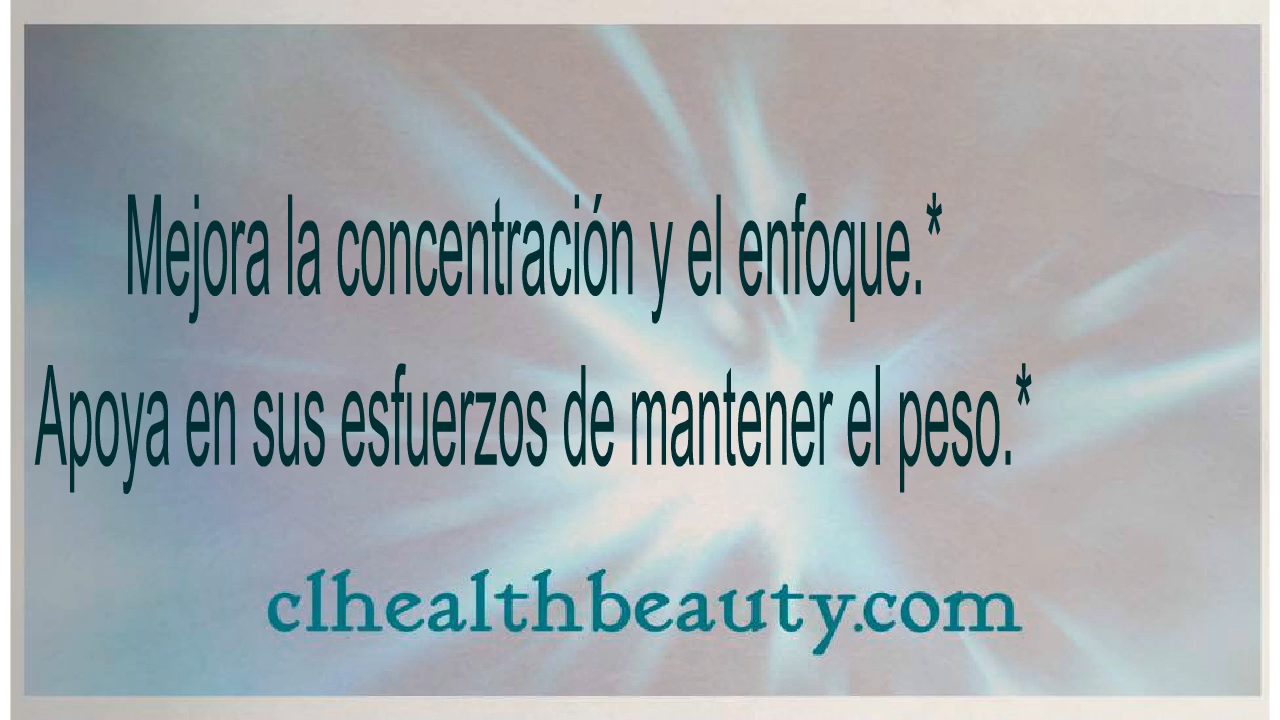 Mejora la concentración y el enfoque.*
Apoya en sus esfuerzos de mantener el peso.*
clhealthbeauty.com